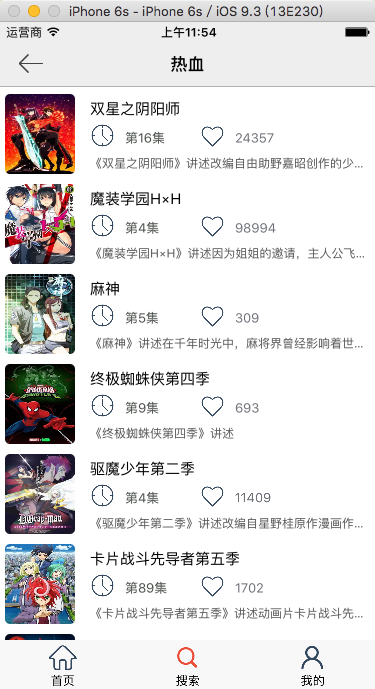 iPhone 6s - iPhone 6s / iOS 9.3 (13E230)
运营商 上午11:54
热血
双星之阴阳师
第16集 24357
《双星之阴阳师》讲述改编自由助野嘉昭创作的少...
魔装学园H×H
第4集 98994
《魔装学园H×H》讲述因为姐姐的邀请，主人公飞...
麻神
第5集 309
《麻神》讲述在千年时光中，麻将界曾经影响着世...
终极蜘蛛侠第四季
第9集 693
《终极蜘蛛侠第四季》讲述
驱魔少年第二季
第4集 11409
《驱魔少年第二季》讲述改编自星野桂原作漫画作...
卡片战斗先导者第五季
第89集 1702
《卡片战斗先导者第五季》讲述动画片卡片战斗先...
首页 搜索 我的